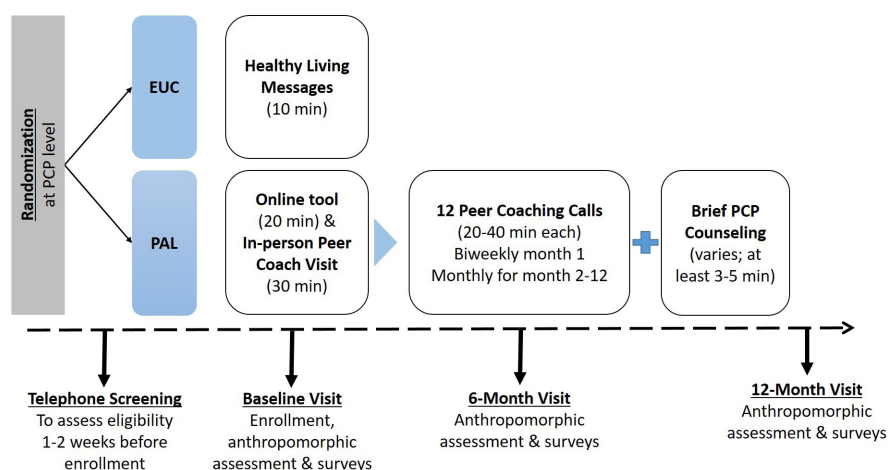 Randomization
at PCP level
EUC
Healthy Living
Messages
(10 min)
PAL
Online tool
(20 min) &
In-person Peer
Coach Visit
(30 min)
12 Peer Coaching Calls
(20-40 min each)
Biweekly month 1
Monthly for month 2-12
Brief PCP
Counseling
(varies; at
least 3-5 min)
Telephone Screening
To assess eligibility
1-2 weeks before
enrollment
Baseline Visit
Enrollment,
anthropomorphic
assessment & surveys
6-Month Visit
Anthropomorphic
assessment & surveys
12-Month Visit
Anthropomorphic
assessment & surveys